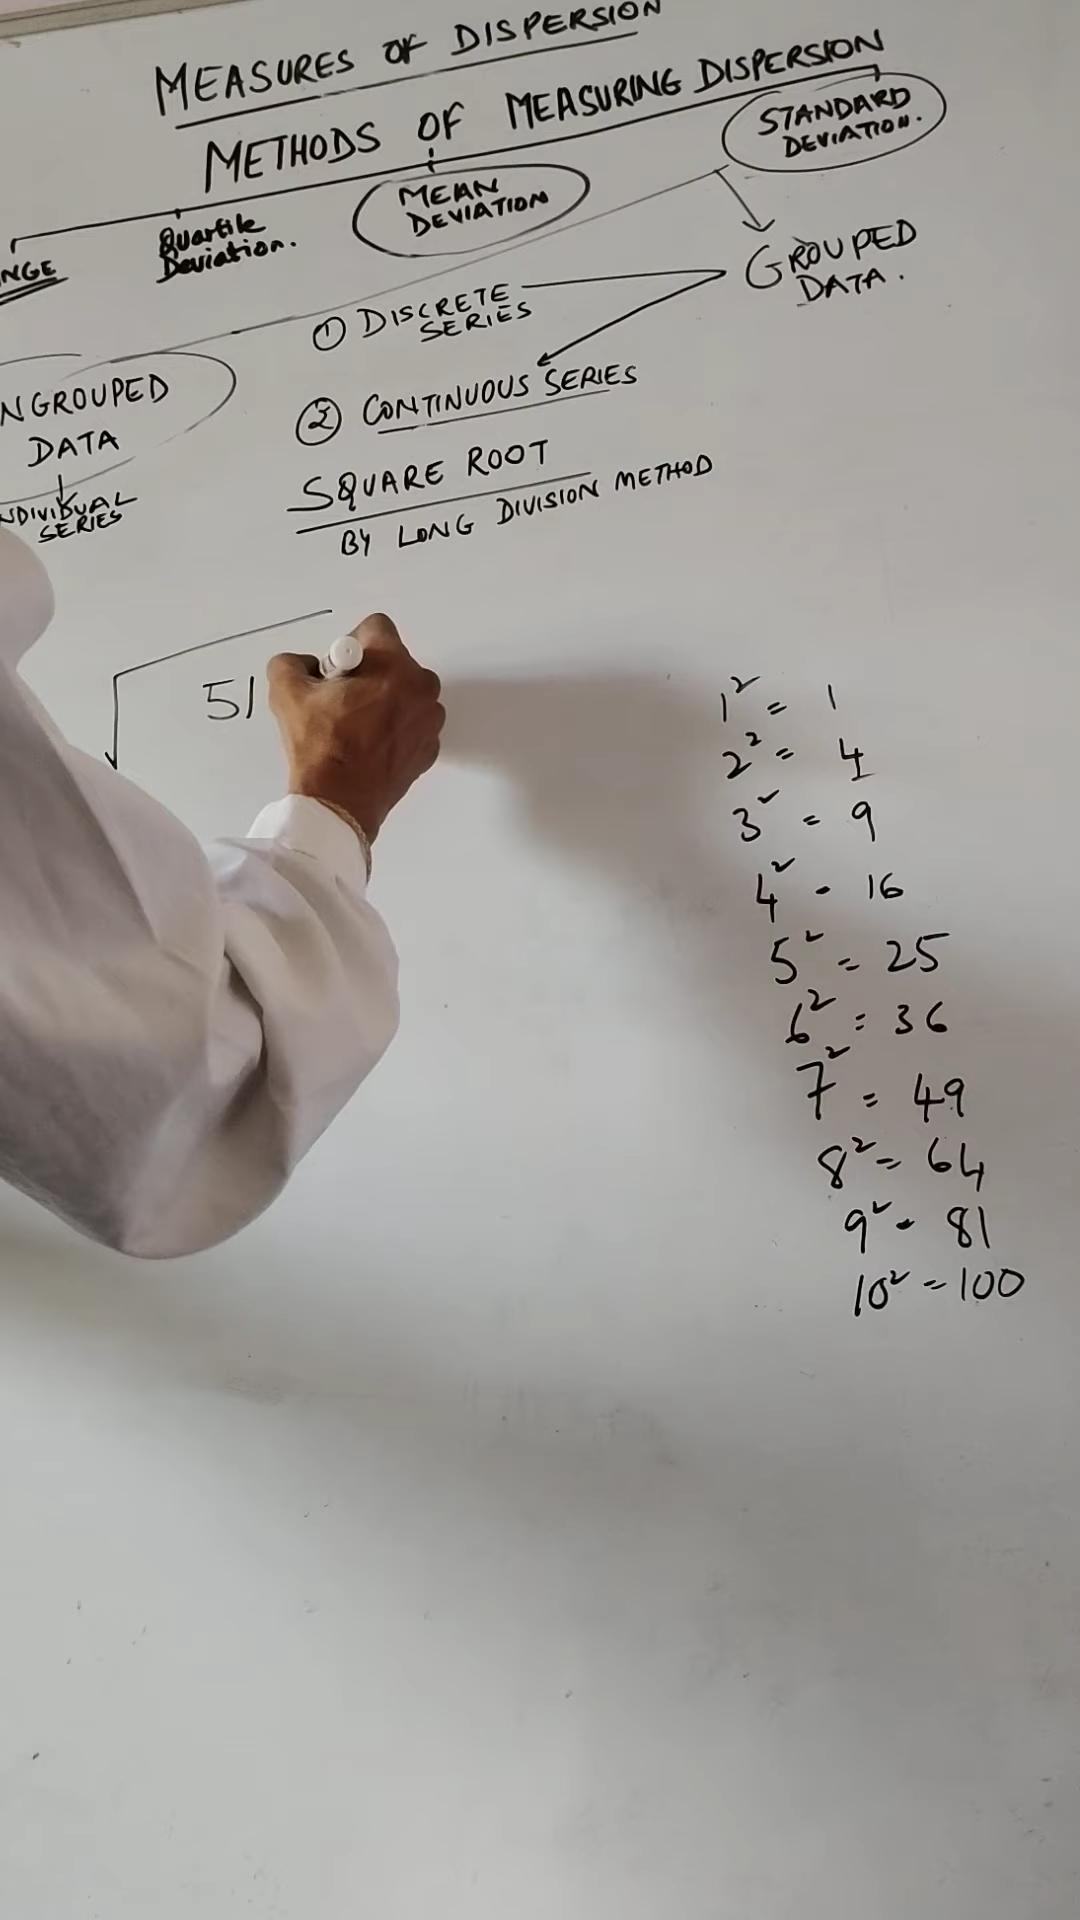 MEASURES OF DISPERSION
METHODS OF MEASURING DISPERSION
NGE
Quartile
Deviation.
MEAN
DEVIATION
STANDARD
DEVIATION.
GROUPED
DATA.
① DISCRETE
SERIES
② CONTINUOUS SERIES
NGROUPED
DATA
NDIVIDUAL
SERIES
SQUARE ROOT
BY LONG DIVISION METHOD
51
1² = 1
2² = 4
3² = 9
4² - 16
5² = 25
6² = 36
7² = 49
8² = 64
9² - 81
10² = 100